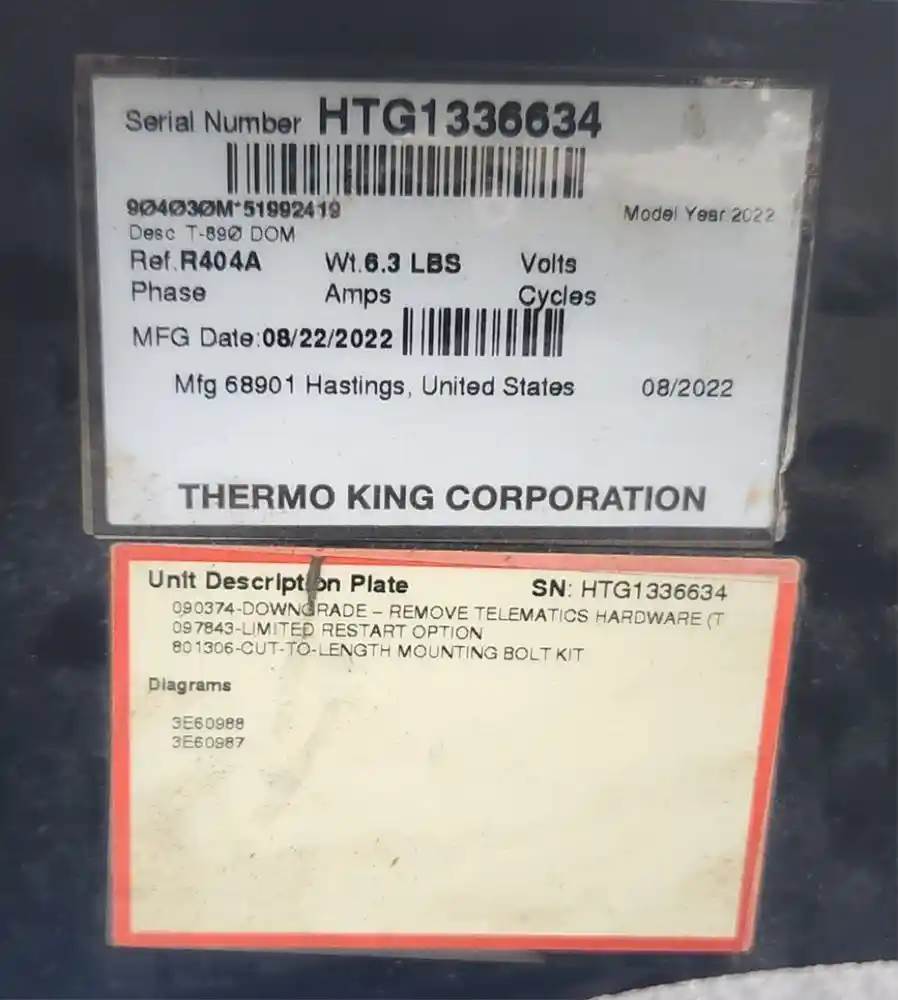 Serial Number HTG1336634
9Ø4Ø3ØM*51992419
Model Year 2022
Desc T-89Ø DOM
Ref.R404A Wt.6.3 LBS Volts
Phase Amps Cycles
MFG Date:08/22/2022
Mfg 68901 Hastings, United States 08/2022
THERMO KING CORPORATION
Unit Description Plate SN: HTG1336634
090374-DOWNGRADE – REMOVE TELEMATICS HARDWARE (T
097843-LIMITED RESTART OPTION
801306-CUT-TO-LENGTH MOUNTING BOLT KIT
Diagrams
3E60988
3E60987